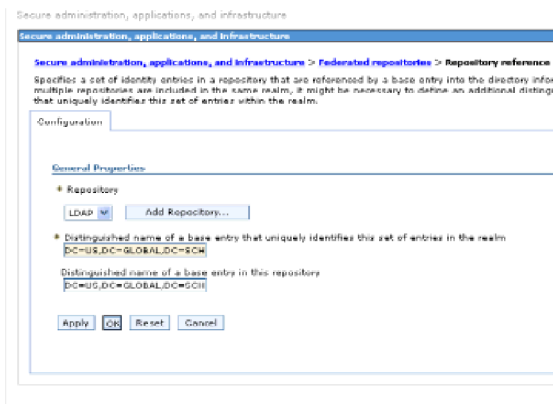 Secure administration, applications, and infrastructure
Secure administration, applications, and infrastructure
Secure administration, applications, and infrastructure > Federated repositories > Repository reference
Specifies a set of identity entries in a repository that are referenced by a base entry into the directory infor
multiple repositories are included in the same realm, it might be necessary to define an additional disting
that uniquely identifies this set of entries within the realm.
Configuration
General Properties
* Repository
LDAP Add Repository...
* Distinguished name of a base entry that uniquely identifies this set of entries in the realm
DC=US,DC=GLOBAL,DC=SCH
Distinguished name of a base entry in this repository
DC=US,DC=GLOBAL,DC=SCH
Apply OK Reset Cancel